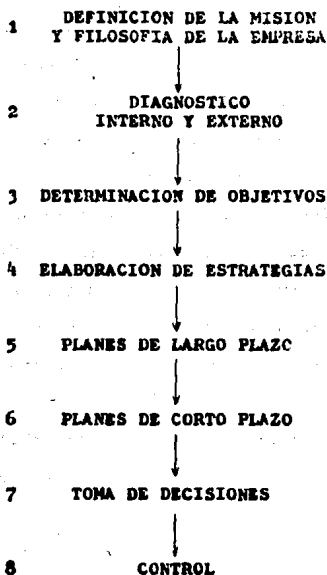 1 DEFINICION DE LA MISION
Y FILOSOFIA DE LA EMPRESA
2 DIAGNOSTICO
INTERNO Y EXTERNO
3 DETERMINACION DE OBJETIVOS
4 ELABORACION DE ESTRATEGIAS
5 PLANES DE LARGO PLAZO
6 PLANES DE CORTO PLAZO
7 TOMA DE DECISIONES
8 CONTROL